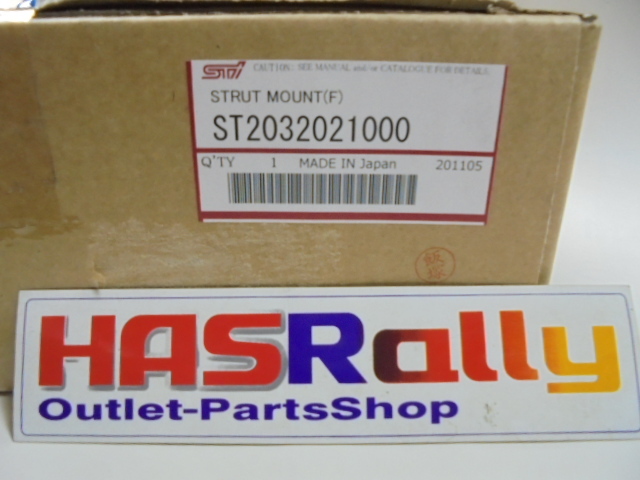 STI CAUTION: SEE MANUAL and/or CATALOGUE FOR DETAILS.
STRUT MOUNT(F)
ST2032021000
Q'TY 1 MADE IN Japan 201105
HASRally
Outlet-PartsShop